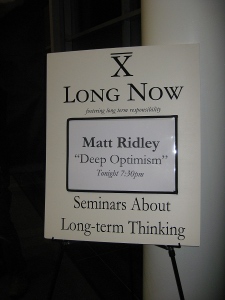 X
LONG NOW
fostering long-term responsibility
Matt Ridley
"Deep Optimism"
Tonight 7:30pm
Seminars About
Long-term Thinking